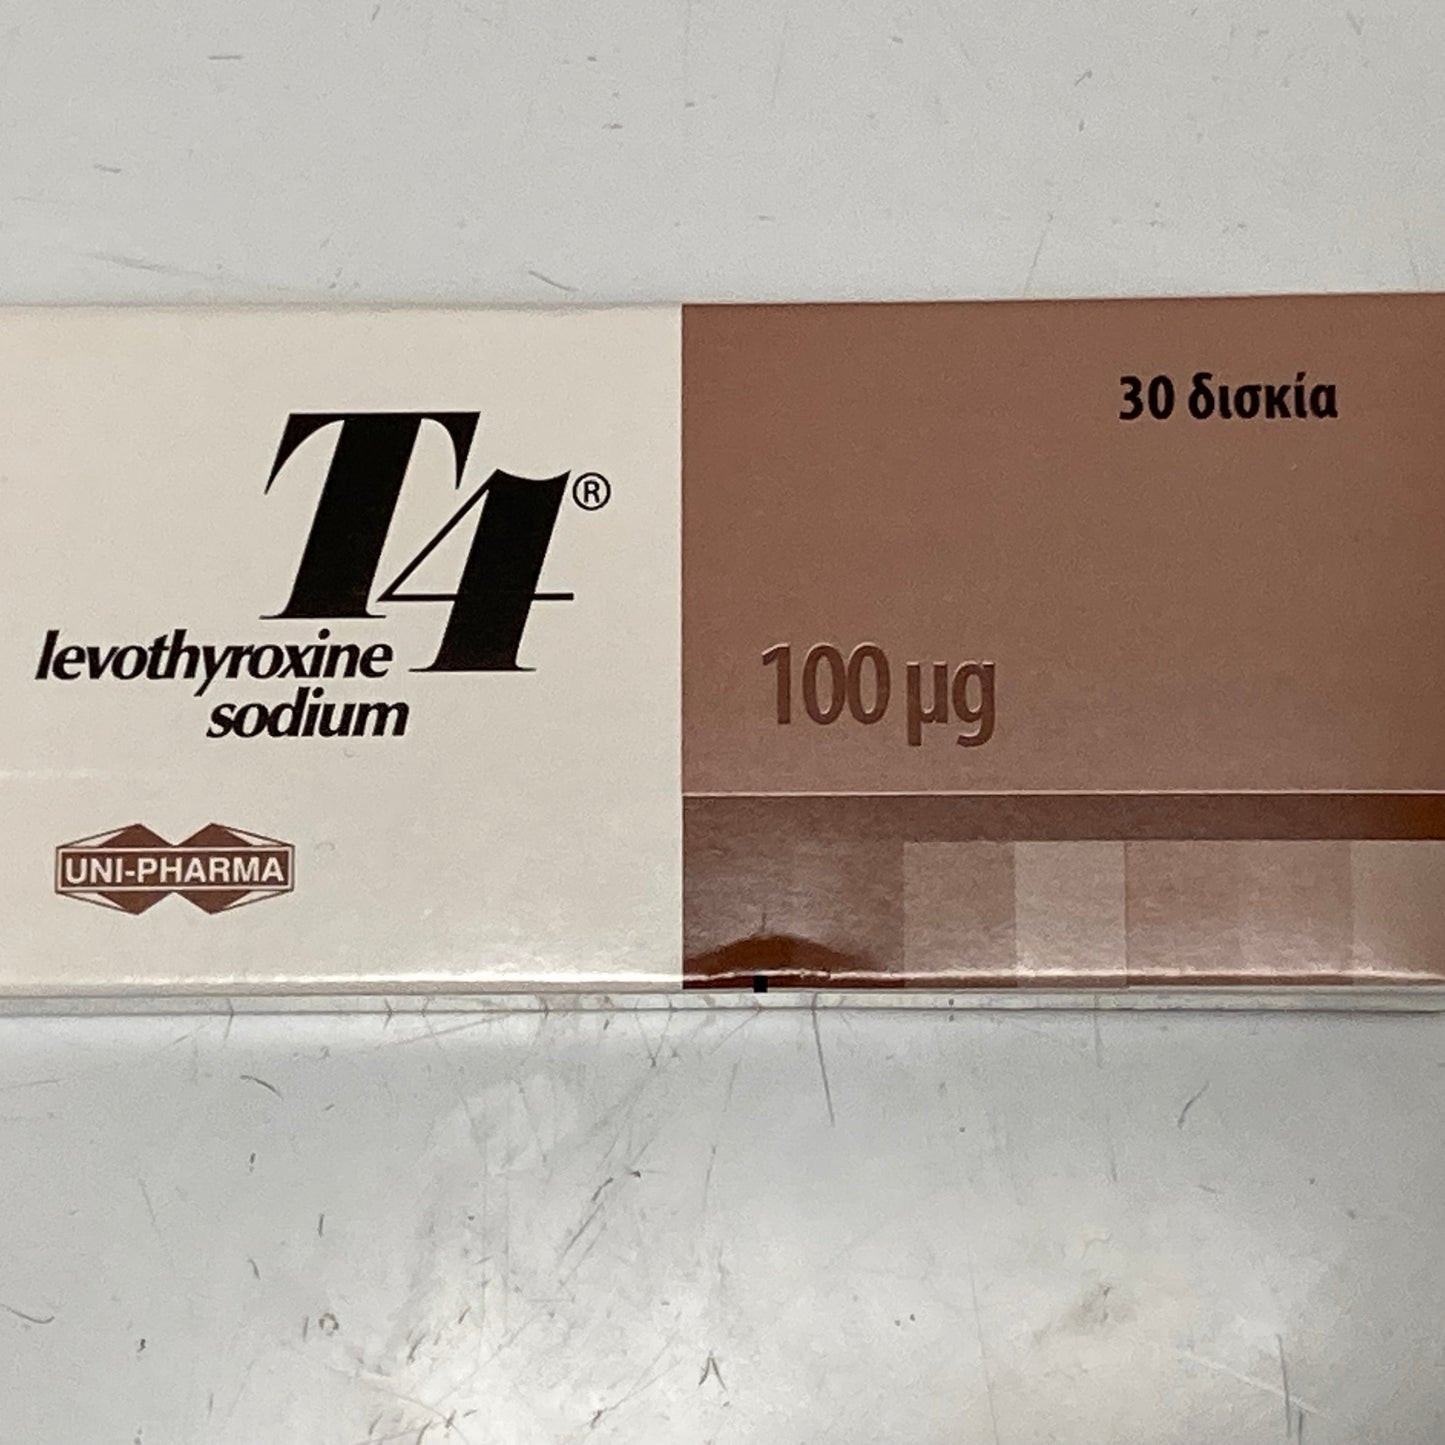 T4®
levothyroxine
sodium
UNI-PHARMA
30 δισκία
100 μg